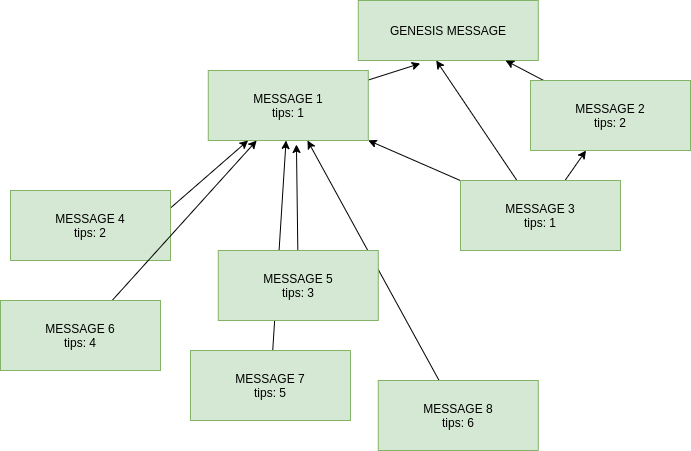 GENESIS MESSAGE
MESSAGE 1
tips: 1
MESSAGE 2
tips: 2
MESSAGE 3
tips: 1
MESSAGE 4
tips: 2
MESSAGE 5
tips: 3
MESSAGE 6
tips: 4
MESSAGE 7
tips: 5
MESSAGE 8
tips: 6